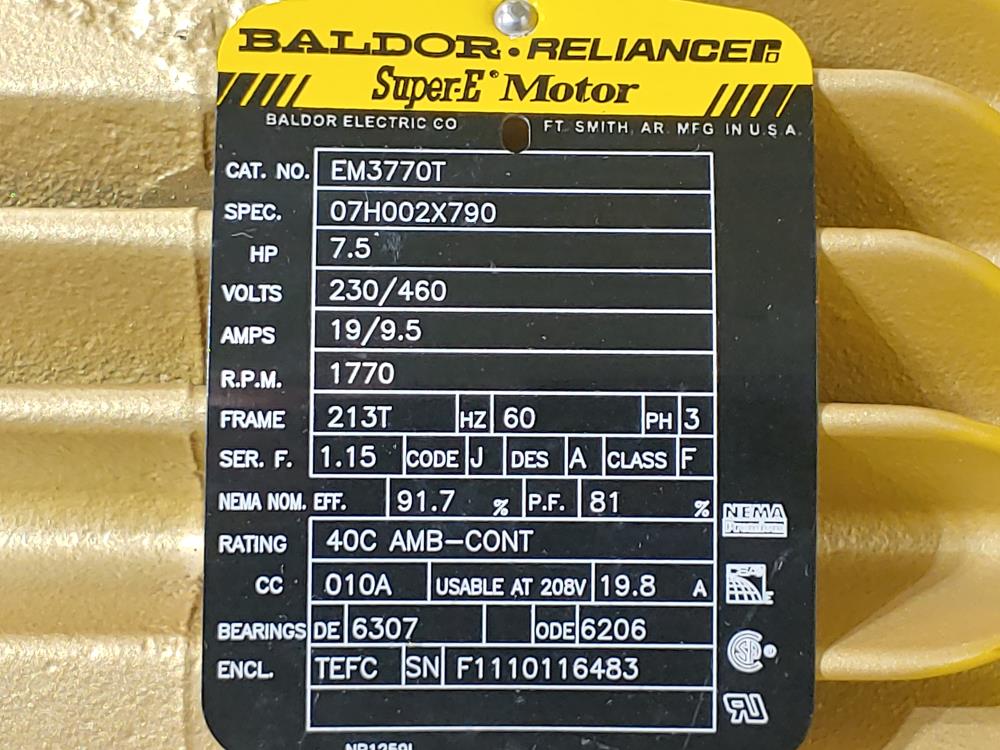 BALDOR • RELIANCER
Super-E® Motor
BALDOR ELECTRIC CO FT. SMITH, AR. MFG IN U.S.A.
CAT. NO. EM3770T
SPEC. 07H002X790
HP 7.5
VOLTS 230/460
AMPS 19/9.5
R.P.M. 1770
FRAME 213T HZ 60 PH 3
SER. F. 1.15 CODE J DES A CLASS F
NEMA NOM. EFF. 91.7 % P.F. 81 %
NEMA
Premium
RATING 40C AMB-CONT
CC 010A USABLE AT 208V 19.8 A
BEARINGS DE 6307 ODE 6206
ENCL. TEFC SN F1110116483